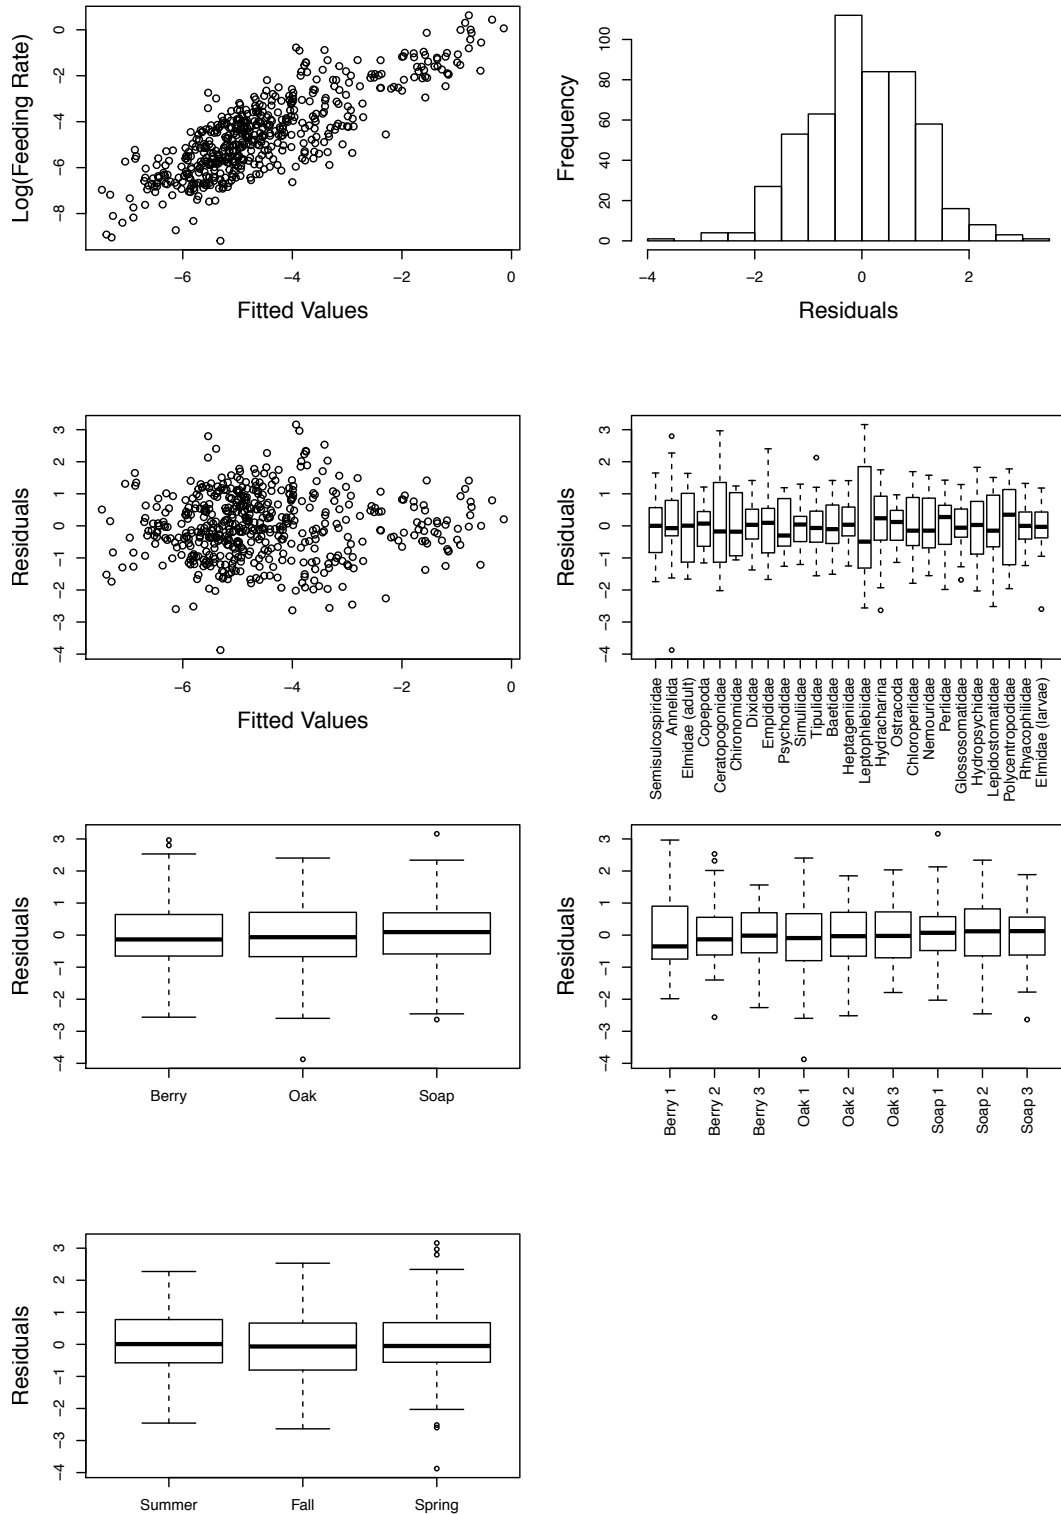 Log(Feeding Rate)
0
−2
−4
−6
−8
−6 −4 −2 0
Fitted Values
Frequency
100
80
60
40
20
0
−4 −2 0 2
Residuals
Residuals
3
2
1
0
−1
−2
−3
−4
−6 −4 −2 0
Fitted Values
Residuals
3
2
1
0
−1
−2
−3
−4
Semisulcospiridae
Annelida
Elmidae (adult)
Copepoda
Ceratopogonidae
Chironomidae
Dixidae
Empididae
Psychodidae
Simuliidae
Tipulidae
Baetidae
Heptageniidae
Leptophlebiidae
Hydracharina
Ostracoda
Chloroperlidae
Nemouridae
Perlidae
Glossosomatidae
Hydropsychidae
Lepidostomatidae
Polycentropodidae
Rhyacophilidae
Elmidae (larvae)
Residuals
3
2
1
0
−1
−2
−3
−4
Berry Oak Soap
Residuals
3
2
1
0
−1
−2
−3
−4
Berry 1
Berry 2
Berry 3
Oak 1
Oak 2
Oak 3
Soap 1
Soap 2
Soap 3
Residuals
3
2
1
0
−1
−2
−3
−4
Summer Fall Spring